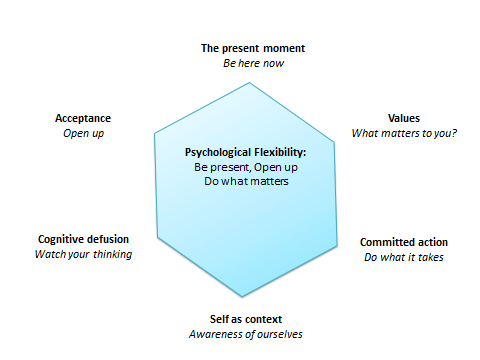 The present moment
Be here now
Acceptance
Open up
Values
What matters to you?
Psychological Flexibility:
Be present, Open up
Do what matters
Cognitive defusion
Watch your thinking
Committed action
Do what it takes
Self as context
Awareness of ourselves